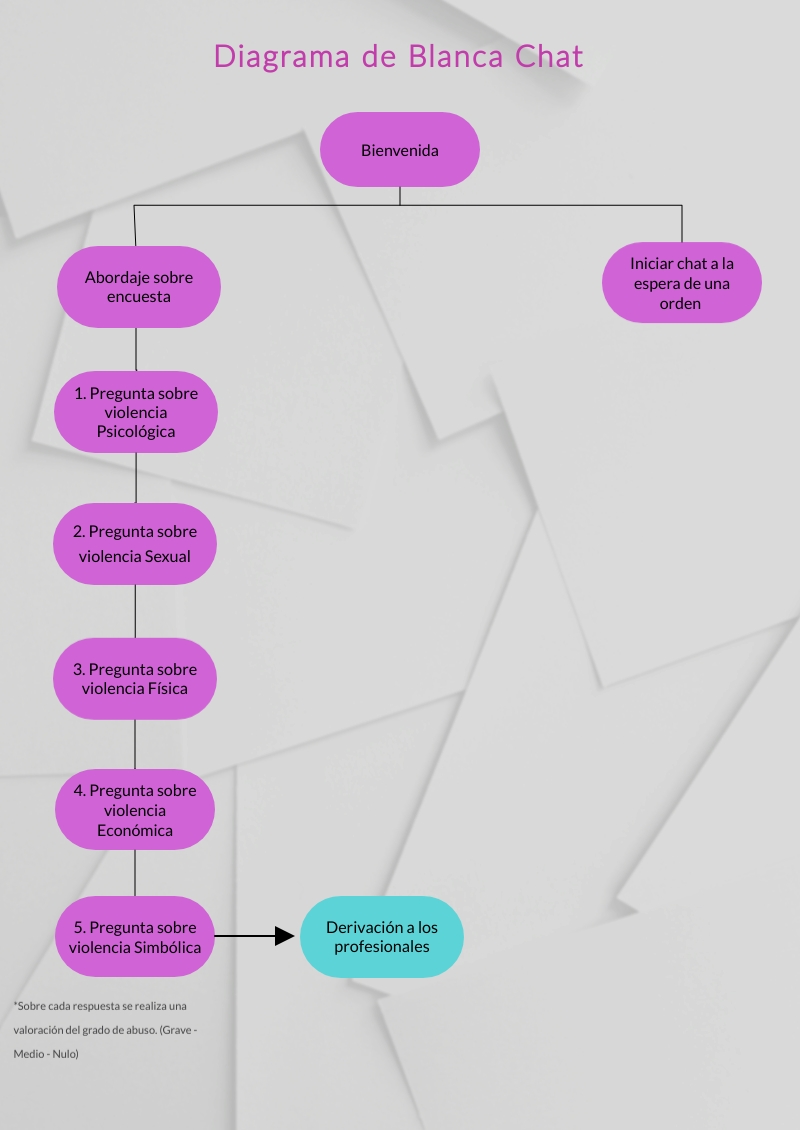 Diagrama de Blanca Chat
Bienvenida
Abordaje sobre
encuesta
Iniciar chat a la
espera de una
orden
1. Pregunta sobre
violencia
Psicológica
2. Pregunta sobre
violencia Sexual
3. Pregunta sobre
violencia Física
4. Pregunta sobre
violencia
Económica
5. Pregunta sobre
violencia Simbólica
Derivación a los
profesionales
*Sobre cada respuesta se realiza una
valoración del grado de abuso. (Grave -
Medio - Nulo)